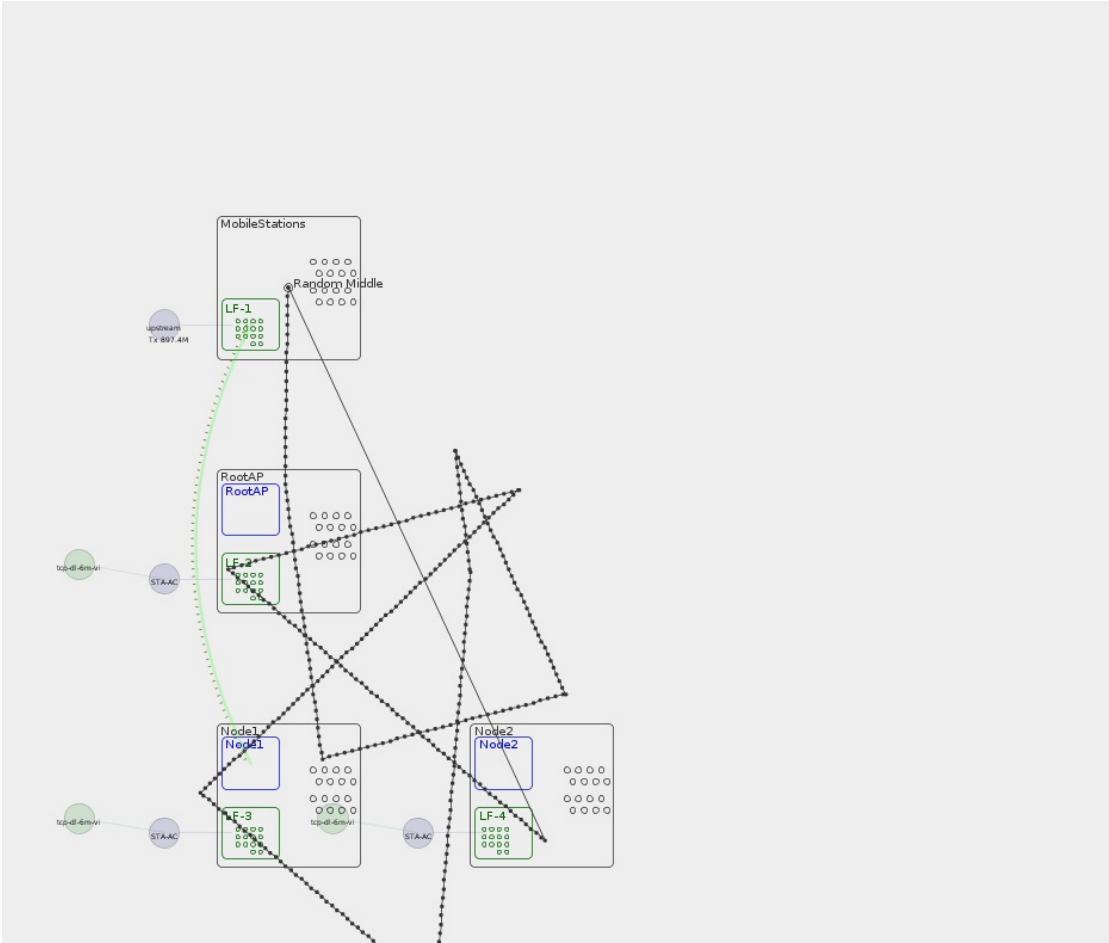 MobileStations
Random Middle
LF-1
upstream
Tx 897.4M
RootAP
RootAP
LF-2
tcp-dl-6m-vi
STA-AC
Node1
Node1
Node2
Node2
LF-3
LF-4
tcp-dl-6m-vi
tcp-dl-6m-vi
STA-AC
STA-AC